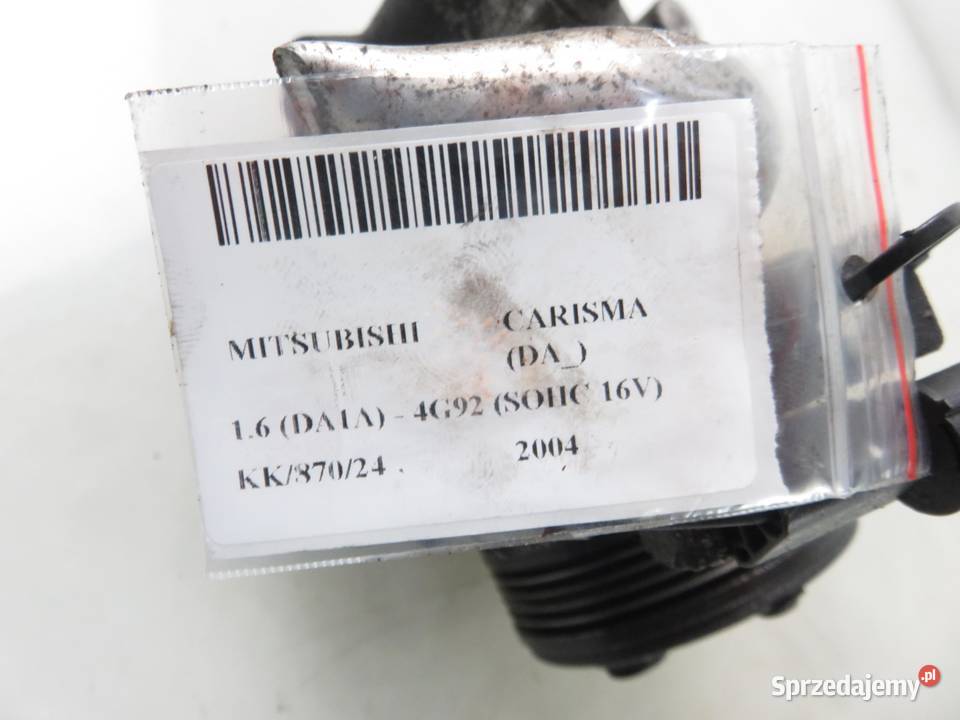 MITSUBISHI CARISMA
(DA_)
1.6 (DA1A) - 4G92 (SOHC 16V)
KK/870/24 2004
Sprzedajemy.pl